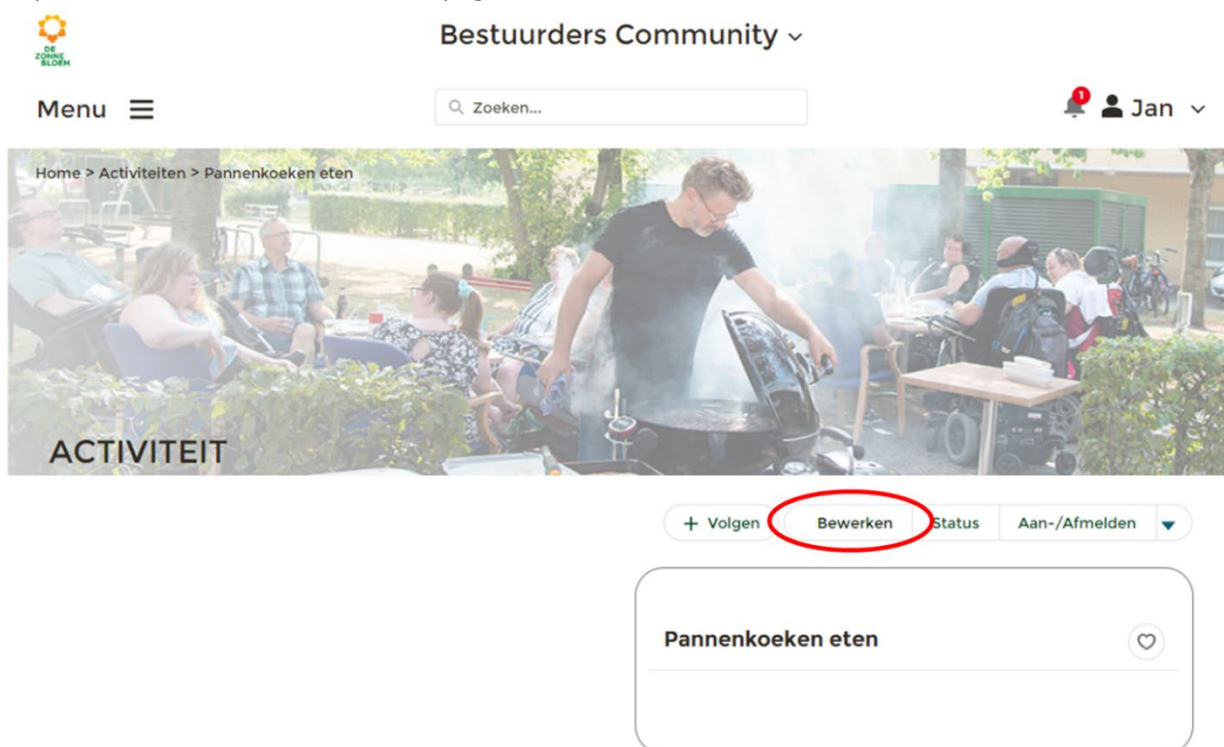 DE
ZONNE
BLOEM
Bestuurders Community
Menu
Zoeken...
1
Jan
Home > Activiteiten > Pannenkoeken eten
ACTIVITEIT
+ Volgen
Bewerken
Status
Aan-/Afmelden
Pannenkoeken eten